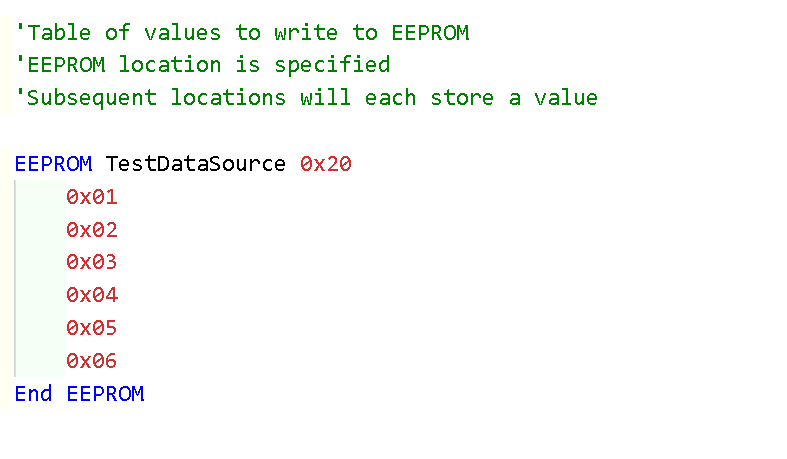 'Table of values to write to EEPROM
'EEPROM location is specified
'Subsequent locations will each store a value
EEPROM TestDataSource 0x20
0x01
0x02
0x03
0x04
0x05
0x06
End EEPROM